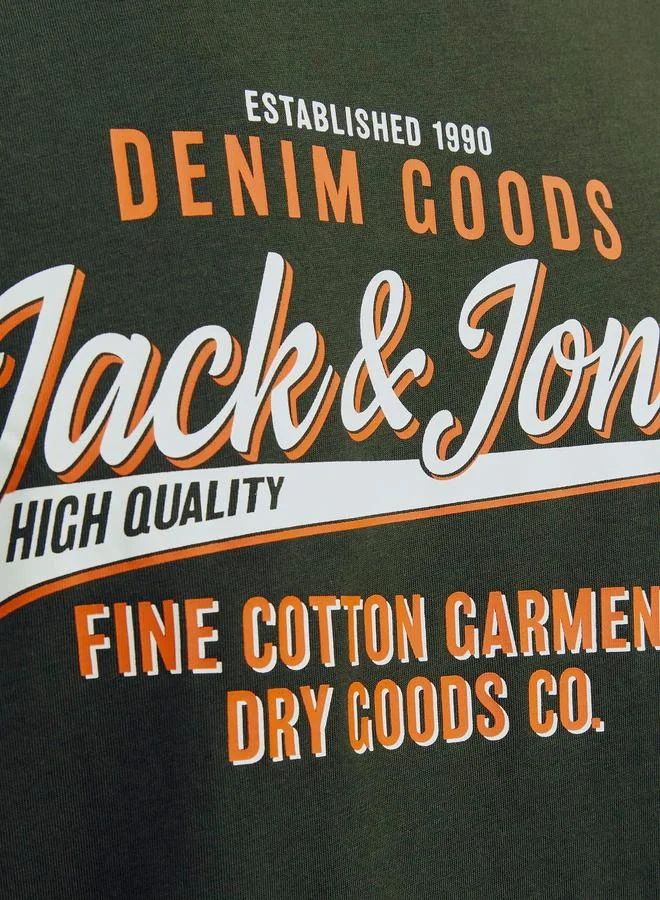 ESTABLISHED 1990
DENIM GOODS
Jack & Jon
HIGH QUALITY
FINE COTTON GARMEN
DRY GOODS CO.